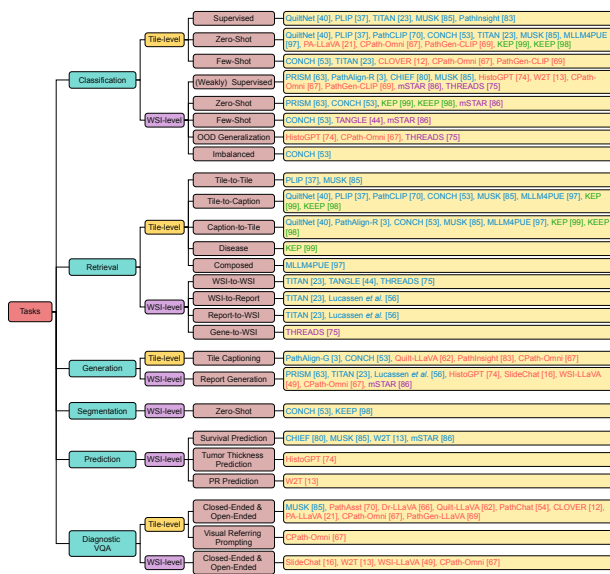 Tasks
Classification
Tile-level
Supervised
QuiltNet [40], PLIP [37], TITAN [23], MUSK [85], PathInsight [83]
Zero-Shot
QuiltNet [40], PLIP [37], PathCLIP [70], CONCH [53], TITAN [23], MUSK [85], MLLM4PUE
[97], PA-LLaVA [21], CPath-Omni [67], PathGen-CLIP [69], KEP [99], KEEP [98]
Few-Shot
CONCH [53], TITAN [23], CLOVER [12], CPath-Omni [67], PathGen-CLIP [69]
WSI-level
(Weakly) Supervised
PRISM [63], PathAlign-R [3], CHIEF [80], MUSK [85], HistoGPT [74], W2T [13], CPath-
Omni [67], PathGen-CLIP [69], mSTAR [86], THREADS [75]
Zero-Shot
PRISM [63], CONCH [53], KEP [99], KEEP [98], mSTAR [86]
Few-Shot
CONCH [53], TANGLE [44], mSTAR [86]
OOD Generalization
HistoGPT [74], CPath-Omni [67], THREADS [75]
Imbalanced
CONCH [53]
Retrieval
Tile-level
Tile-to-Tile
PLIP [37], MUSK [85]
Tile-to-Caption
QuiltNet [40], PLIP [37], PathCLIP [70], CONCH [53], MUSK [85], MLLM4PUE [97], KEP
[99], KEEP [98]
Caption-to-Tile
QuiltNet [40], PathAlign-R [3], CONCH [53], MUSK [85], MLLM4PUE [97], KEP [99], KEEP
[98]
Disease
KEP [99]
Composed
MLLM4PUE [97]
WSI-level
WSI-to-WSI
TITAN [23], TANGLE [44], THREADS [75]
WSI-to-Report
TITAN [23], Lucassen et al. [56]
Report-to-WSI
TITAN [23], Lucassen et al. [56]
Gene-to-WSI
THREADS [75]
Generation
Tile-level
Tile Captioning
PathAlign-G [3], CONCH [53], Quilt-LLaVA [62], PathInsight [83], CPath-Omni [67]
WSI-level
Report Generation
PRISM [63], TITAN [23], Lucassen et al. [56], HistoGPT [74], SlideChat [16], WSI-LLaVA
[49], CPath-Omni [67], mSTAR [86]
Segmentation
WSI-level
Zero-Shot
CONCH [53], KEEP [98]
Prediction
WSI-level
Survival Prediction
CHIEF [80], MUSK [85], W2T [13], mSTAR [86]
Tumor Thickness
Prediction
HistoGPT [74]
PR Prediction
W2T [13]
Diagnostic
VQA
Tile-level
Closed-Ended &
Open-Ended
MUSK [85], PathAsst [70], Dr-LLaVA [66], Quilt-LLaVA [62], PathChat [54], CLOVER [12],
PA-LLaVA [21], CPath-Omni [67], PathGen-LLaVA [69]
Visual Referring
Prompting
CPath-Omni [67]
WSI-level
Closed-Ended
& Open-Ended
SlideChat [16], W2T [13], WSI-LLaVA [49], CPath-Omni [67]